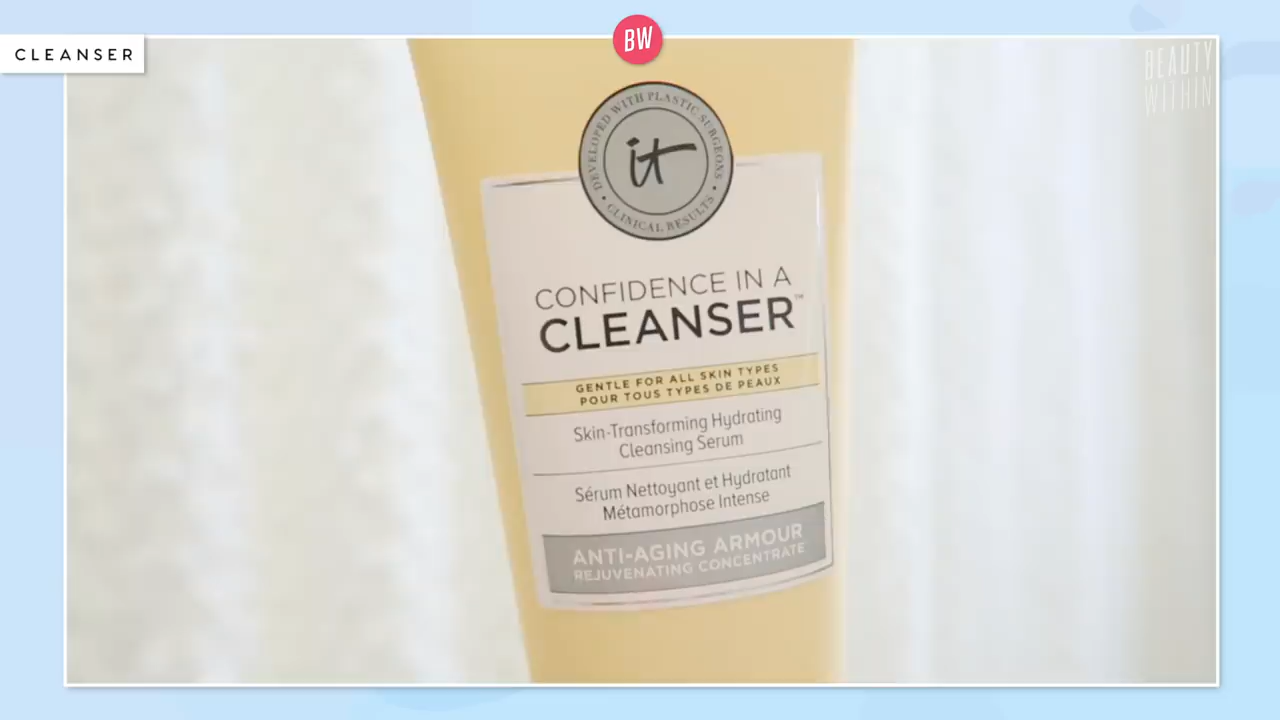 CLEANSER
BW
BEAUTY
WITHIN
DEVELOPED WITH PLASTIC SURGEONS • CLINICAL RESULTS •
it
CONFIDENCE IN A
CLEANSER™
GENTLE FOR ALL SKIN TYPES
POUR TOUS TYPES DE PEAUX
Skin-Transforming Hydrating
Cleansing Serum
Sérum Nettoyant et Hydratant
Métamorphose Intense
ANTI-AGING ARMOUR
REJUVENATING CONCENTRATE